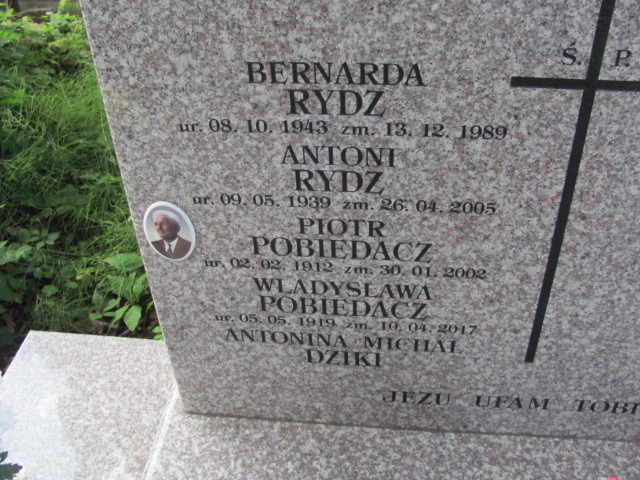 Ś. P.
BERNARDA
RYDZ
ur. 08. 10. 1943 zm. 13. 12. 1989
ANTONI
RYDZ
ur. 09. 05. 1939 zm. 26. 04. 2005
PIOTR
POBIEDACZ
ur. 02. 02. 1912 zm. 30. 01. 2002
WŁADYSŁAWA
POBIEDACZ
ur. 05. 05. 1919 zm. 10. 04. 2017
ANTONINA MICHAŁ
DZIKI
JEZU UFAM TOBI